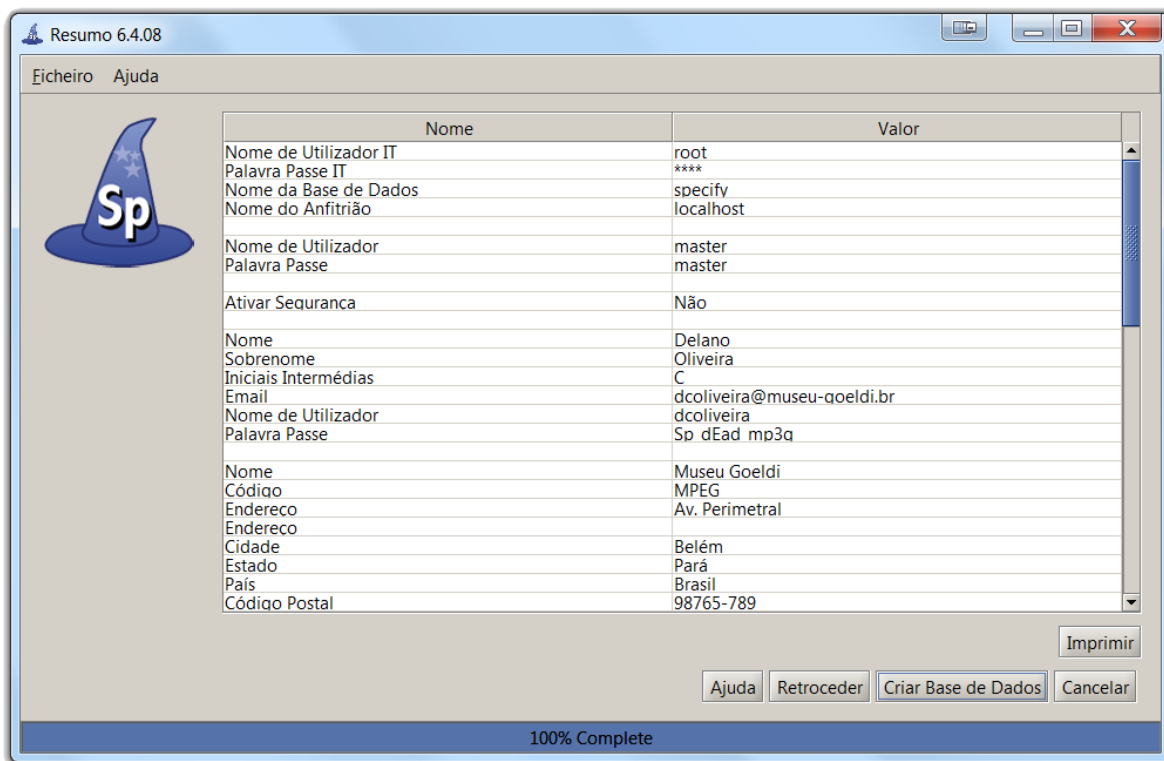 Resumo 6.4.08
Ficheiro Ajuda
Sp
Nome Valor
Nome de Utilizador IT root
Palavra Passe IT ****
Nome da Base de Dados specify
Nome do Anfitrião localhost
Nome de Utilizador master
Palavra Passe master
Ativar Segurança Não
Nome Delano
Sobrenome Oliveira
Iniciais Intermédias C
Email dcoliveira@museu-goeldi.br
Nome de Utilizador dcoliveira
Palavra Passe Sp_dEad_mp3g
Nome Museu Goeldi
Código MPEG
Endereço Av. Perimetral
Endereço
Cidade Belém
Estado Pará
País Brasil
Código Postal 98765-789
Imprimir
Ajuda Retroceder Criar Base de Dados Cancelar
100% Complete